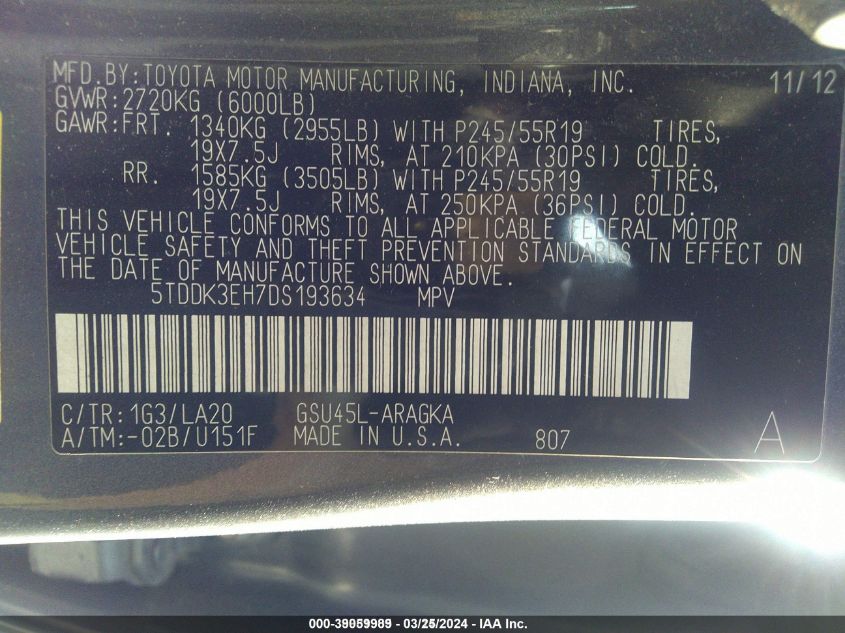 MFD.BY:TOYOTA MOTOR MANUFACTURING, INDIANA, INC. 11/12
GVWR:2720KG (6000LB)
GAWR:FRT. 1340KG (2955LB) WITH P245/55R19 TIRES,
19X7.5J RIMS, AT 210KPA (30PSI) COLD.
RR. 1585KG (3505LB) WITH P245/55R19 TIRES,
19X7.5J RIMS, AT 250KPA (36PSI) COLD.
THIS VEHICLE CONFORMS TO ALL APPLICABLE FEDERAL MOTOR
VEHICLE SAFETY AND THEFT PREVENTION STANDARDS IN EFFECT ON
THE DATE OF MANUFACTURE SHOWN ABOVE.
5TDDK3EH7DS193634 MPV
C/TR:1G3/LA20 GSU45L-ARAGKA
A/TM:-02B/U151F MADE IN U.S.A. 807 A
000-39059989 - 03/25/2024 - IAA Inc.